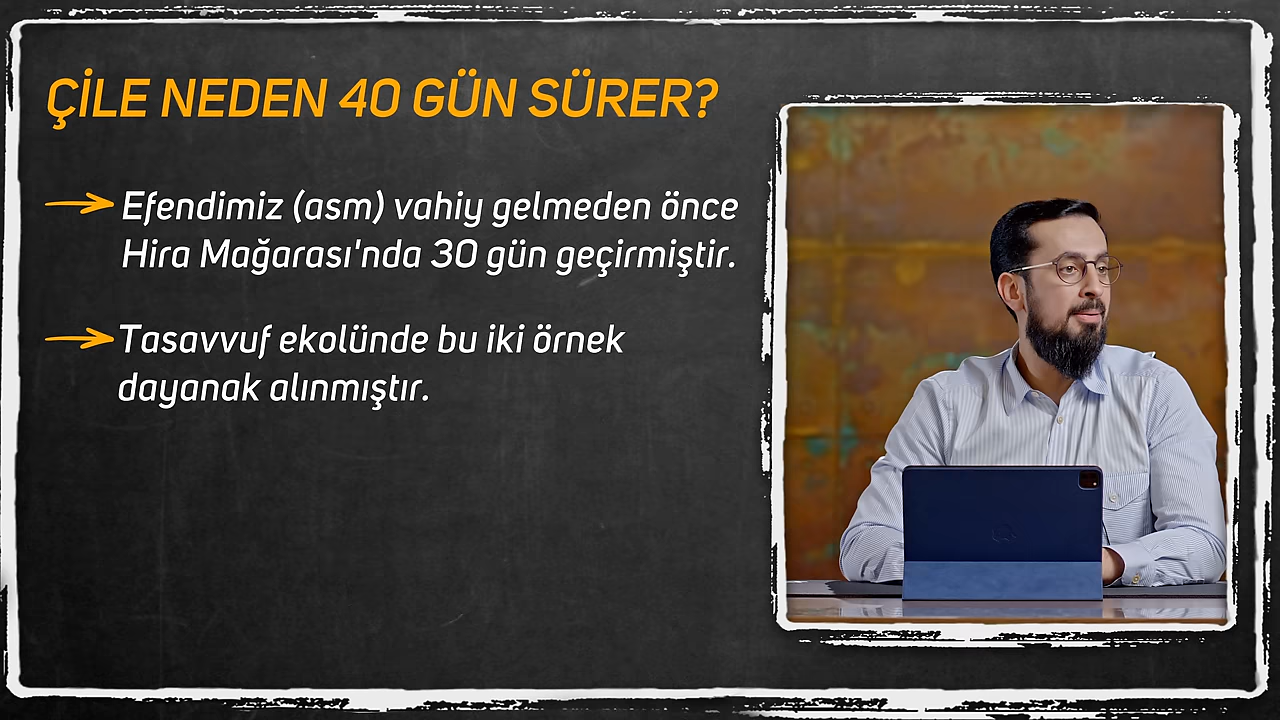 ÇİLE NEDEN 40 GÜN SÜRER?
Efendimiz (asm) vahiy gelmeden önce
Hira Mağarası'nda 30 gün geçirmiştir.
Tasavvuf ekolünde bu iki örnek
dayanak alınmıştır.